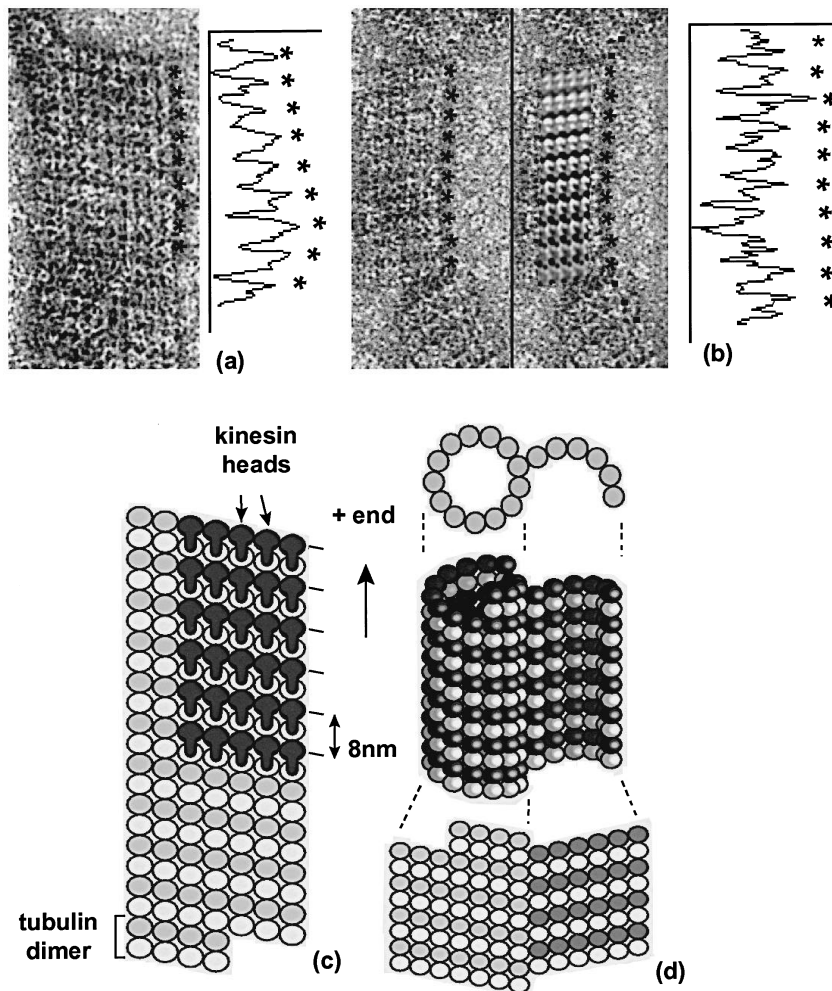 (a)
(b)
kinesin
heads
+ end
8nm
tubulin
dimer
(c)
(d)